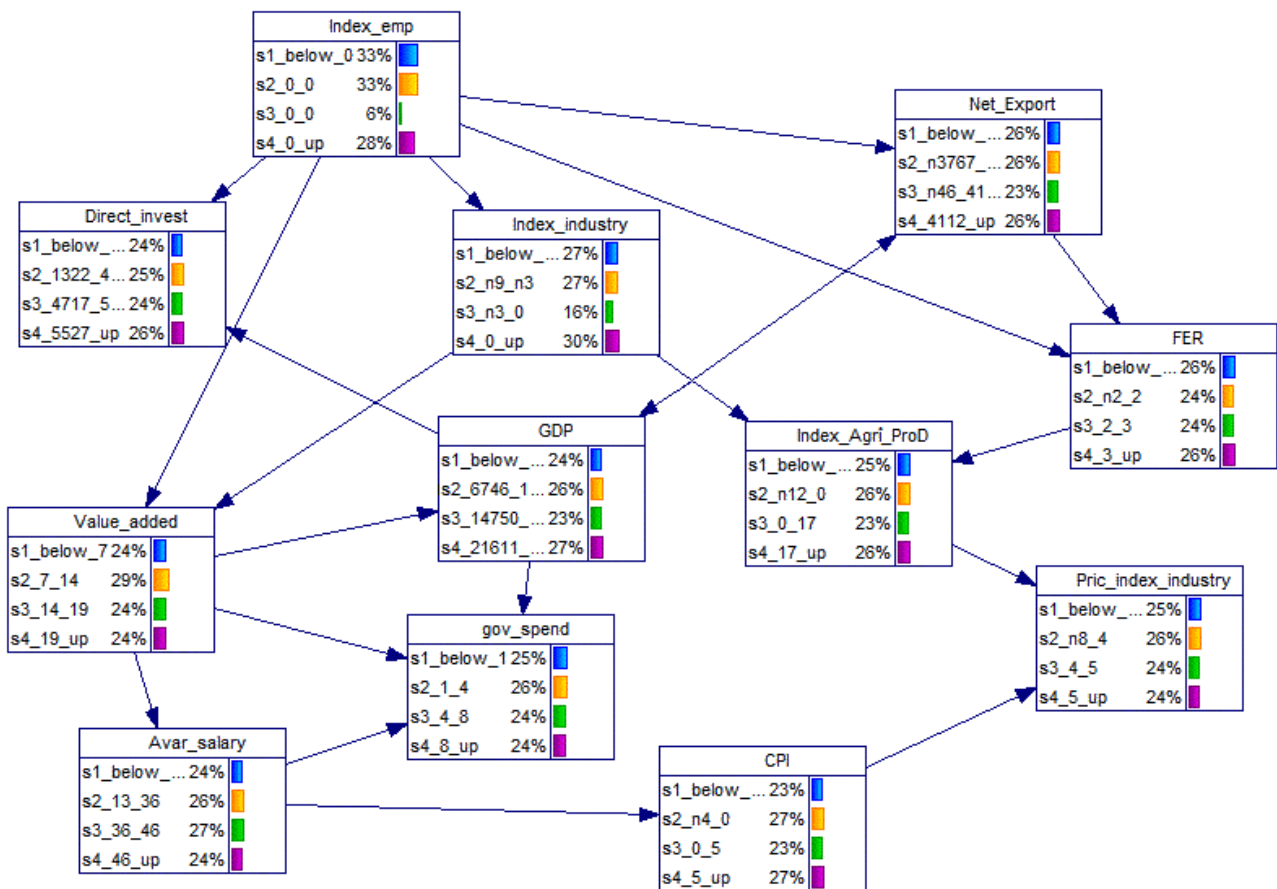 Index_emp
s1_below_0 33%
s2_0_0 33%
s3_0_0 6%
s4_0_up 28%
Net_Export
s1_below_... 26%
s2_n3767_... 26%
s3_n46_41... 23%
s4_4112_up 26%
Direct_invest
s1_below_... 24%
s2_1322_4... 25%
s3_4717_5... 24%
s4_5527_up 26%
Index_industry
s1_below_... 27%
s2_n9_n3 27%
s3_n3_0 16%
s4_0_up 30%
FER
s1_below_... 26%
s2_n2_2 24%
s3_2_3 24%
s4_3_up 26%
GDP
s1_below_... 24%
s2_6746_1... 26%
s3_14750_... 23%
s4_21611_... 27%
Index_Agri_ProD
s1_below_... 25%
s2_n12_0 26%
s3_0_17 23%
s4_17_up 26%
Value_added
s1_below_7 24%
s2_7_14 29%
s3_14_19 24%
s4_19_up 24%
Pric_index_industry
s1_below_... 25%
s2_n8_4 26%
s3_4_5 24%
s4_5_up 24%
gov_spend
s1_below_1 25%
s2_1_4 26%
s3_4_8 24%
s4_8_up 24%
Avar_salary
s1_below_... 24%
s2_13_36 26%
s3_36_46 27%
s4_46_up 24%
CPI
s1_below_... 23%
s2_n4_0 27%
s3_0_5 23%
s4_5_up 27%